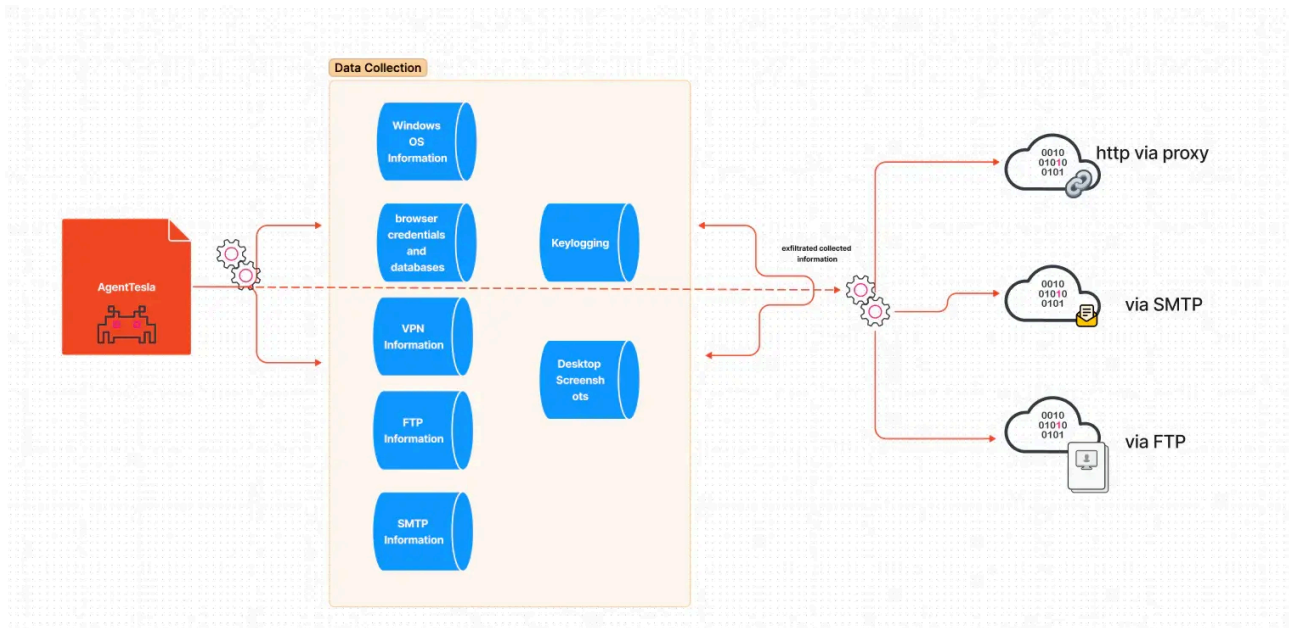 Data Collection
Windows
OS
Information
browser
credentials
and
databases
Keylogging
AgentTesla
VPN
Information
Desktop
Screensh
ots
FTP
Information
SMTP
Information
exfiltrated collected
information
0010
01010
0101
http via proxy
0010
01010
0101
via SMTP
0010
01010
0101
via FTP